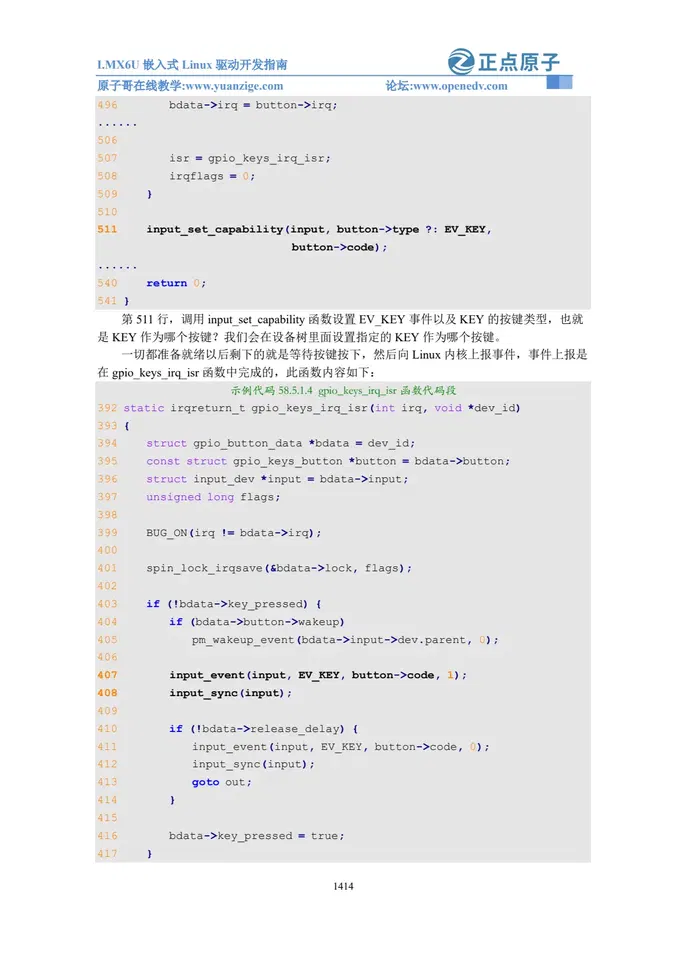 I.MX6U 嵌入式 Linux 驱动开发指南
正点原子
原子哥在线教学:www.yuanzige.com 论坛:www.openedv.com
496 bdata->irq = button->irq;
......
506
507 isr = gpio_keys_irq_isr;
508 irqflags = 0;
509 }
510
511 input_set_capability(input, button->type ?: EV_KEY,
button->code);
......
540 return 0;
541 }
第 511 行，调用 input_set_capability 函数设置 EV_KEY 事件以及 KEY 的按键类型，也就
是 KEY 作为哪个按键？我们会在设备树里面设置指定的 KEY 作为哪个按键。
一切都准备就绪以后剩下的就是等待按键按下，然后向 Linux 内核上报事件，事件上报是
在 gpio_keys_irq_isr 函数中完成的，此函数内容如下：
示例代码 58.5.1.4 gpio_keys_irq_isr 函数代码段
392 static irqreturn_t gpio_keys_irq_isr(int irq, void *dev_id)
393 {
394 struct gpio_button_data *bdata = dev_id;
395 const struct gpio_keys_button *button = bdata->button;
396 struct input_dev *input = bdata->input;
397 unsigned long flags;
398
399 BUG_ON(irq != bdata->irq);
400
401 spin_lock_irqsave(&bdata->lock, flags);
402
403 if (!bdata->key_pressed) {
404 if (bdata->button->wakeup)
405 pm_wakeup_event(bdata->input->dev.parent, 0);
406
407 input_event(input, EV_KEY, button->code, 1);
408 input_sync(input);
409
410 if (!bdata->release_delay) {
411 input_event(input, EV_KEY, button->code, 0);
412 input_sync(input);
413 goto out;
414 }
415
416 bdata->key_pressed = true;
417 }
1414